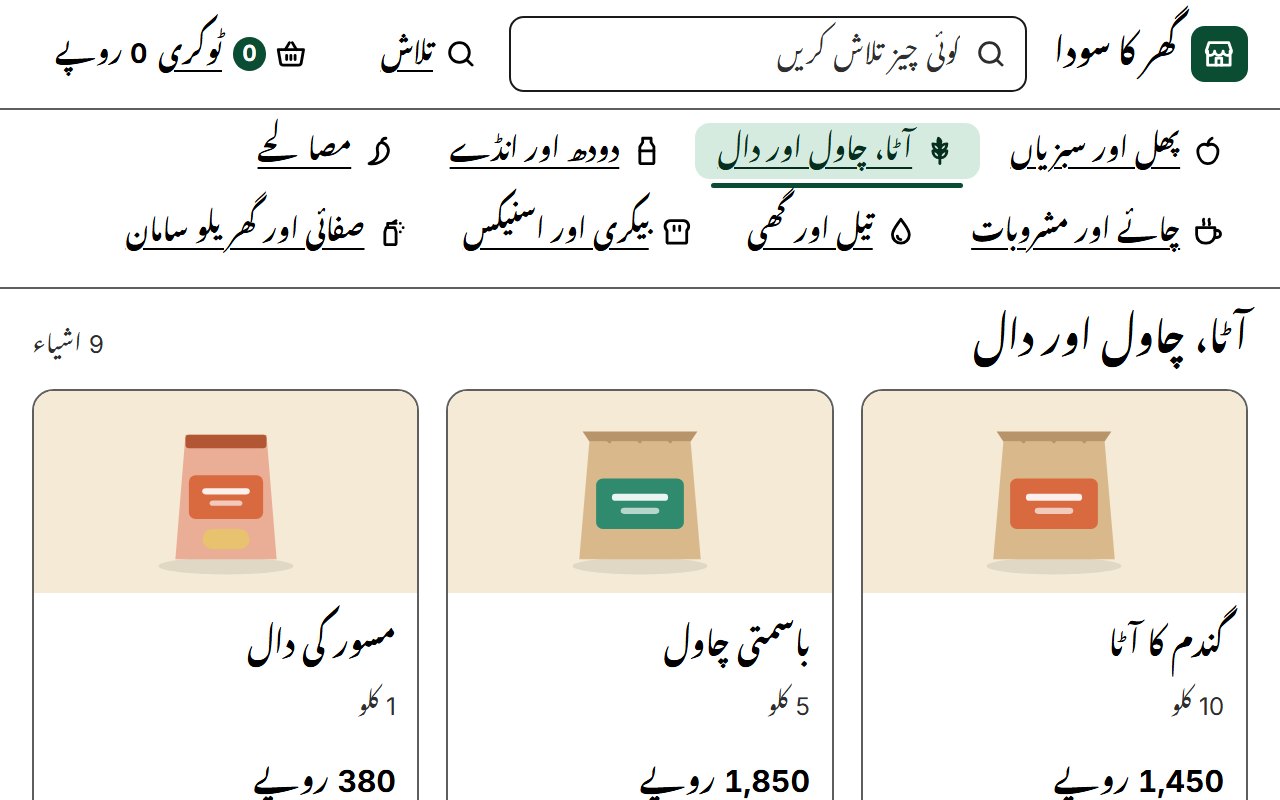 گھر کا سودا
کوئی چیز تلاش کریں
تلاش
0 ٹوکری 0 روپے
پھل اور سبزیاں
آٹا، چاول اور دال
دودھ اور انڈے
مصالحے
چائے اور مشروبات
تیل اور گھی
بیکری اور اسنیکس
صفائی اور گھریلو سامان
آٹا، چاول اور دال
9 اشیاء
گندم کا آٹا
10 کلو
1,450 روپے
باسمتی چاول
5 کلو
1,850 روپے
مسور کی دال
1 کلو
380 روپے